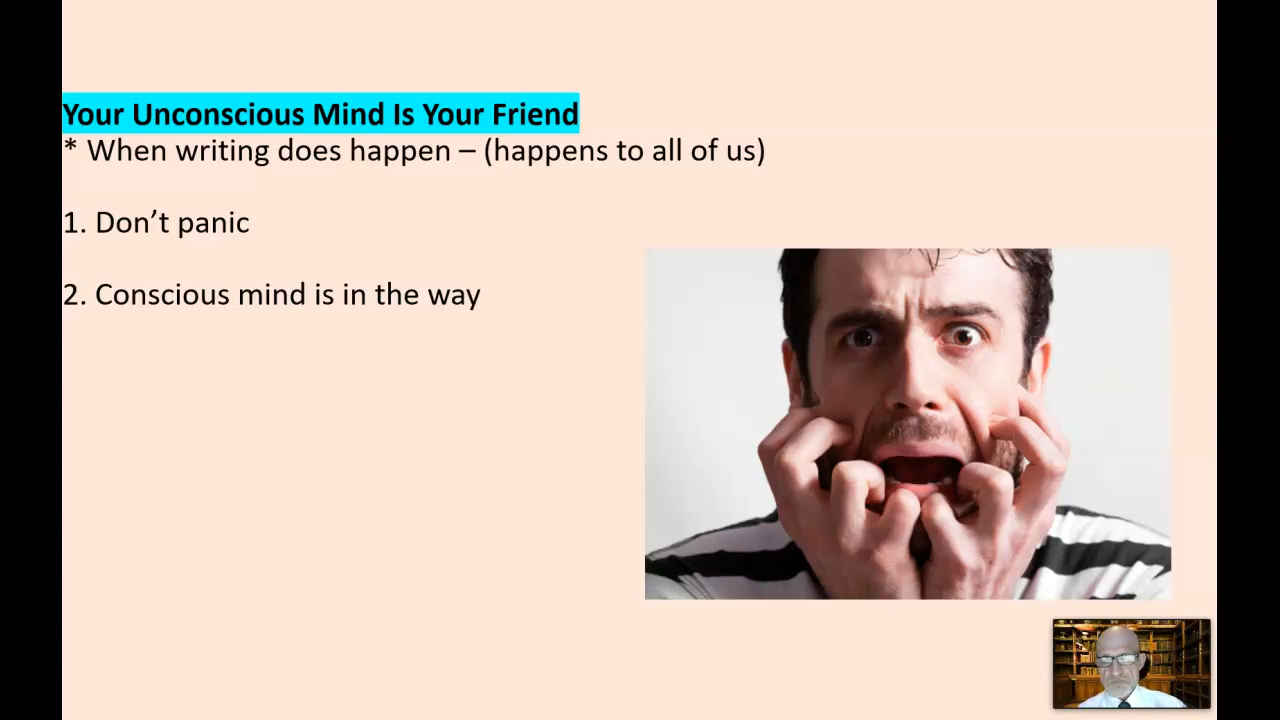 Your Unconscious Mind Is Your Friend
* When writing does happen – (happens to all of us)
1. Don’t panic
2. Conscious mind is in the way